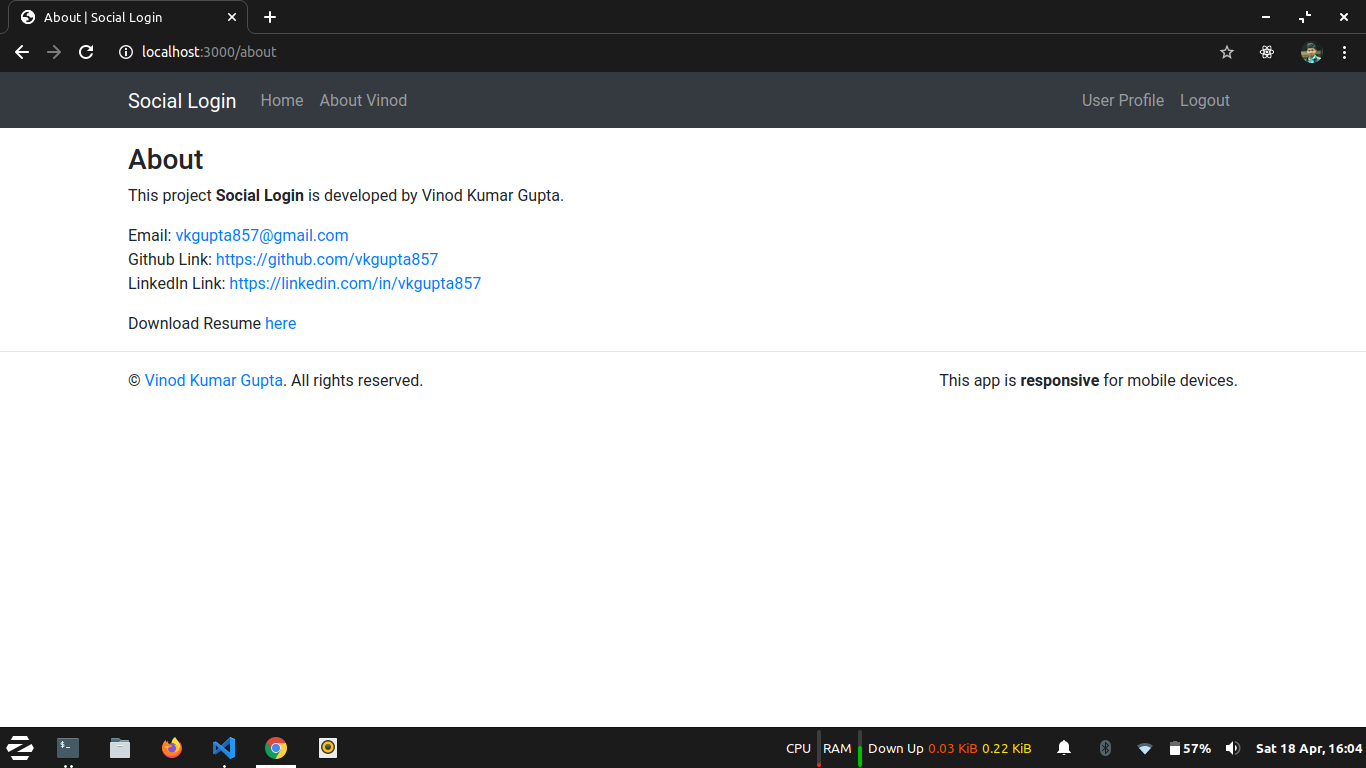 About | Social Login
localhost:3000/about
Social Login Home About Vinod User Profile Logout
About
This project Social Login is developed by Vinod Kumar Gupta.
Email: vkgupta857@gmail.com
Github Link: https://github.com/vkgupta857
LinkedIn Link: https://linkedin.com/in/vkgupta857
Download Resume here
© Vinod Kumar Gupta. All rights reserved. This app is responsive for mobile devices.
CPU RAM Down Up 0.03 KiB 0.22 KiB 57% Sat 18 Apr, 16:04